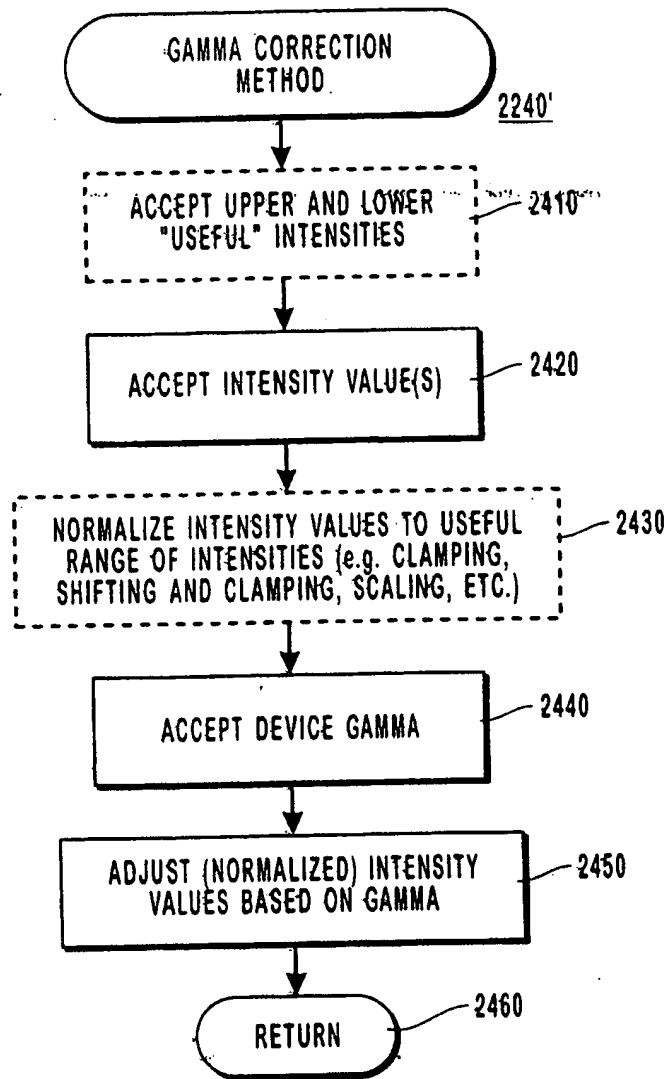 GAMMA CORRECTION
METHOD
2240'
ACCEPT UPPER AND LOWER
"USEFUL" INTENSITIES
2410
ACCEPT INTENSITY VALUE(S)
2420
NORMALIZE INTENSITY VALUES TO USEFUL
RANGE OF INTENSITIES (e.g. CLAMPING,
SHIFTING AND CLAMPING, SCALING, ETC.)
2430
ACCEPT DEVICE GAMMA
2440
ADJUST (NORMALIZED) INTENSITY
VALUES BASED ON GAMMA
2450
RETURN
2460